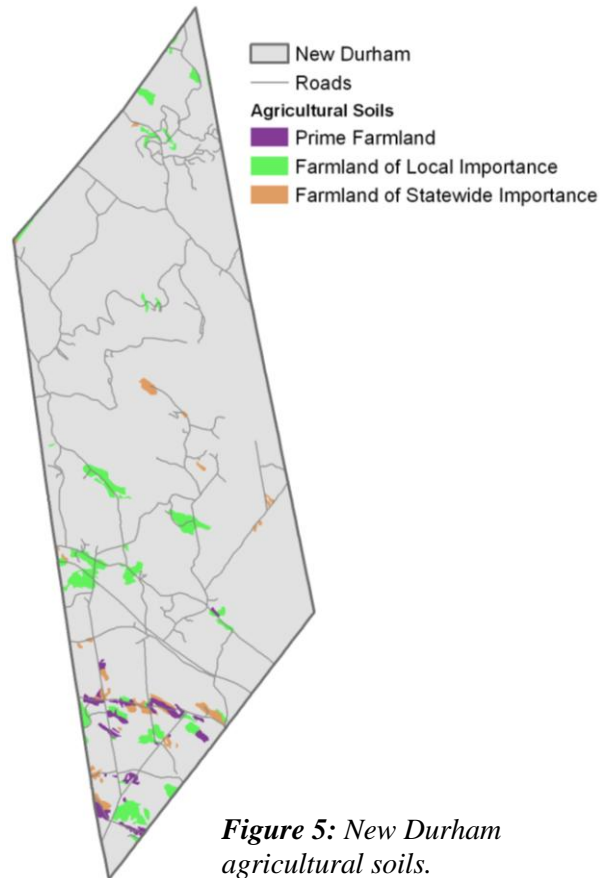 New Durham
Roads
Agricultural Soils
Prime Farmland
Farmland of Local Importance
Farmland of Statewide Importance
Figure 5: New Durham
agricultural soils.